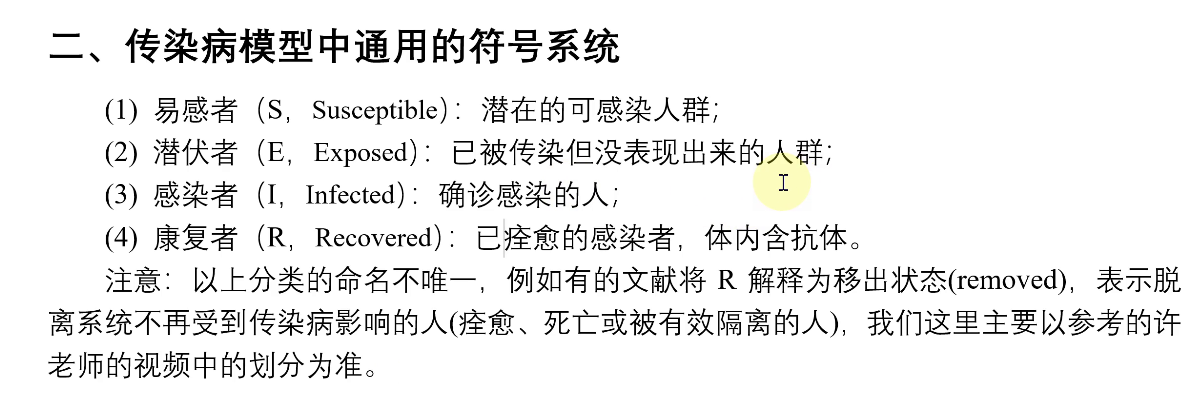 二、传染病模型中通用的符号系统
(1) 易感者（S，Susceptible）：潜在的可感染人群；
(2) 潜伏者（E，Exposed）：已被传染但没表现出来的人群；
(3) 感染者（I，Infected）：确诊感染的人；
(4) 康复者（R，Recovered）：已痊愈的感染者，体内含抗体。
注意：以上分类的命名不唯一，例如有的文献将 R 解释为移出状态(removed)，表示脱
离系统不再受到传染病影响的人(痊愈、死亡或被有效隔离的人)，我们这里主要以参考的许
老师的视频中的划分为准。